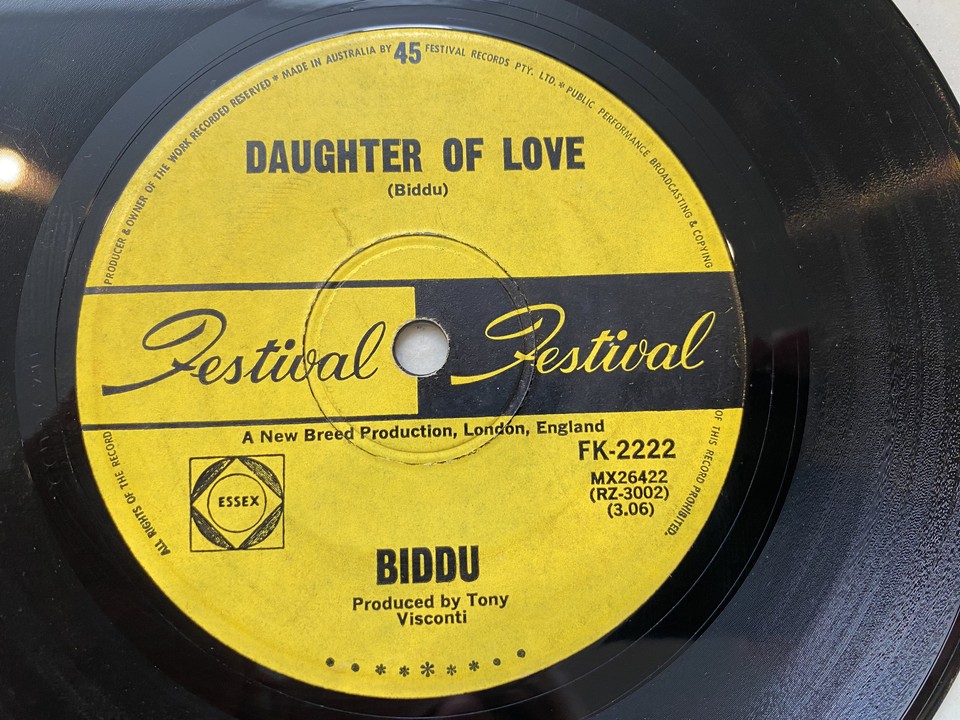 PRODUCER & OWNER OF THE WORK RECORDED RESERVED * MADE IN AUSTRALIA BY 45 FESTIVAL RECORDS PTY. LTD. * PUBLIC PERFORMANCE BROADCASTING & COPYING
DAUGHTER OF LOVE
(Biddu)
Festival Festival
A New Breed Production, London, England
FK-2222
MX26422
(RZ-3002)
(3.06)
ESSEX
BIDDU
Produced by Tony
Visconti
ALL RIGHTS OF THE RECORD
OF THIS RECORD PROHIBITED.